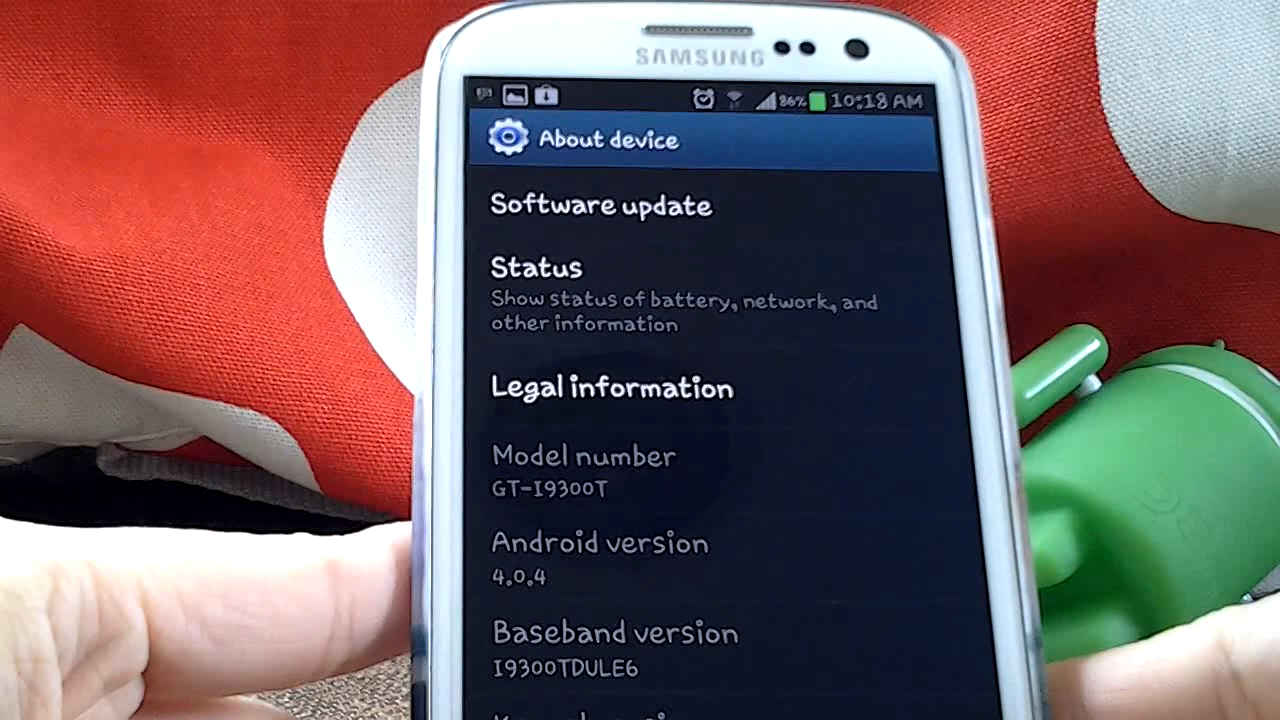 SAMSUNG
86% 10:18 AM
About device
Software update
Status
Show status of battery, network, and
other information
Legal information
Model number
GT-I9300T
Android version
4.0.4
Baseband version
I9300TDULE6